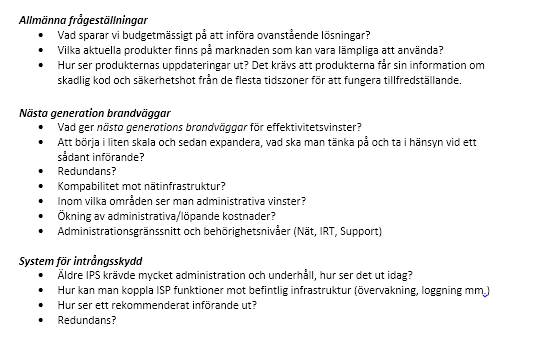 Allmänna frågeställningar
• Vad sparar vi budgetmässigt på att införa ovanstående lösningar?
• Vilka aktuella produkter finns på marknaden som kan vara lämpliga att använda?
• Hur ser produkternas uppdateringar ut? Det krävs att produkterna får sin information om
skadlig kod och säkerhetshot från de flesta tidszoner för att fungera tillfredställande.
Nästa generation brandväggar
• Vad ger nästa generations brandväggar för effektivitetsvinster?
• Att börja i liten skala och sedan expandera, vad ska man tänka på och ta i hänsyn vid ett
sådant införande?
• Redundans?
• Kompabilitet mot nätinfrastruktur?
• Inom vilka områden ser man administrativa vinster?
• Ökning av administrativa/löpande kostnader?
• Administrationsgränssnitt och behörighetsnivåer (Nät, IRT, Support)
System för intrångsskydd
• Äldre IPS krävde mycket administration och underhåll, hur ser det ut idag?
• Hur kan man koppla ISP funktioner mot befintlig infrastruktur (övervakning, loggning mm.)
• Hur ser ett rekommenderat införande ut?
• Redundans?